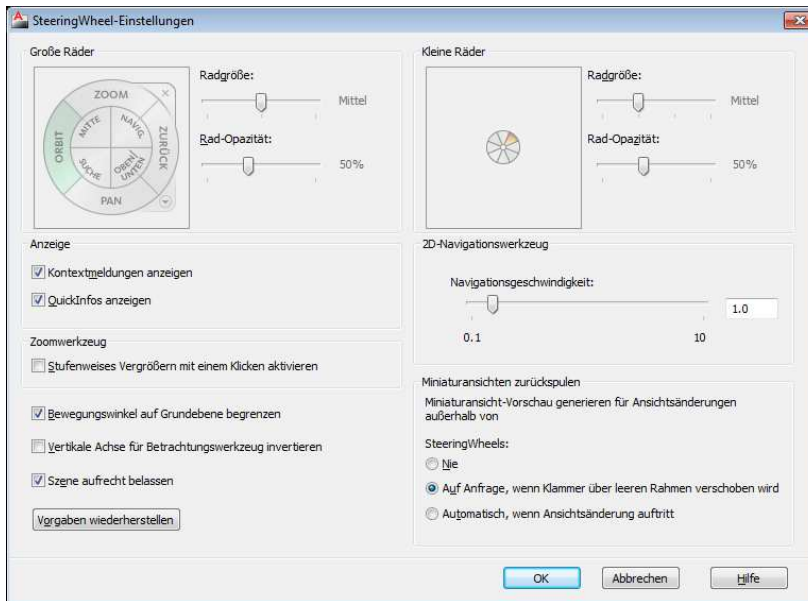 SteeringWheel-Einstellungen
Große Räder
ZOOM
ORBIT
MITTE
NAVIG.
ZURÜCK
SUCHE
OBEN/
UNTEN
PAN
Radgröße:
Mittel
Rad-Opazität:
50%
Kleine Räder
Radgröße:
Mittel
Rad-Opazität:
50%
Anzeige
Kontextmeldungen anzeigen
QuickInfos anzeigen
2D-Navigationswerkzeug
Navigationsgeschwindigkeit:
1.0
0.1 10
Zoomwerkzeug
Stufenweises Vergrößern mit einem Klicken aktivieren
Bewegungswinkel auf Grundebene begrenzen
Vertikale Achse für Betrachtungswerkzeug invertieren
Szene aufrecht belassen
Vorgaben wiederherstellen
Miniaturansichten zurückspulen
Miniaturansicht-Vorschau generieren für Ansichtsänderungen
außerhalb von
SteeringWheels:
Nie
Auf Anfrage, wenn Klammer über leeren Rahmen verschoben wird
Automatisch, wenn Ansichtsänderung auftritt
OK Abbrechen Hilfe